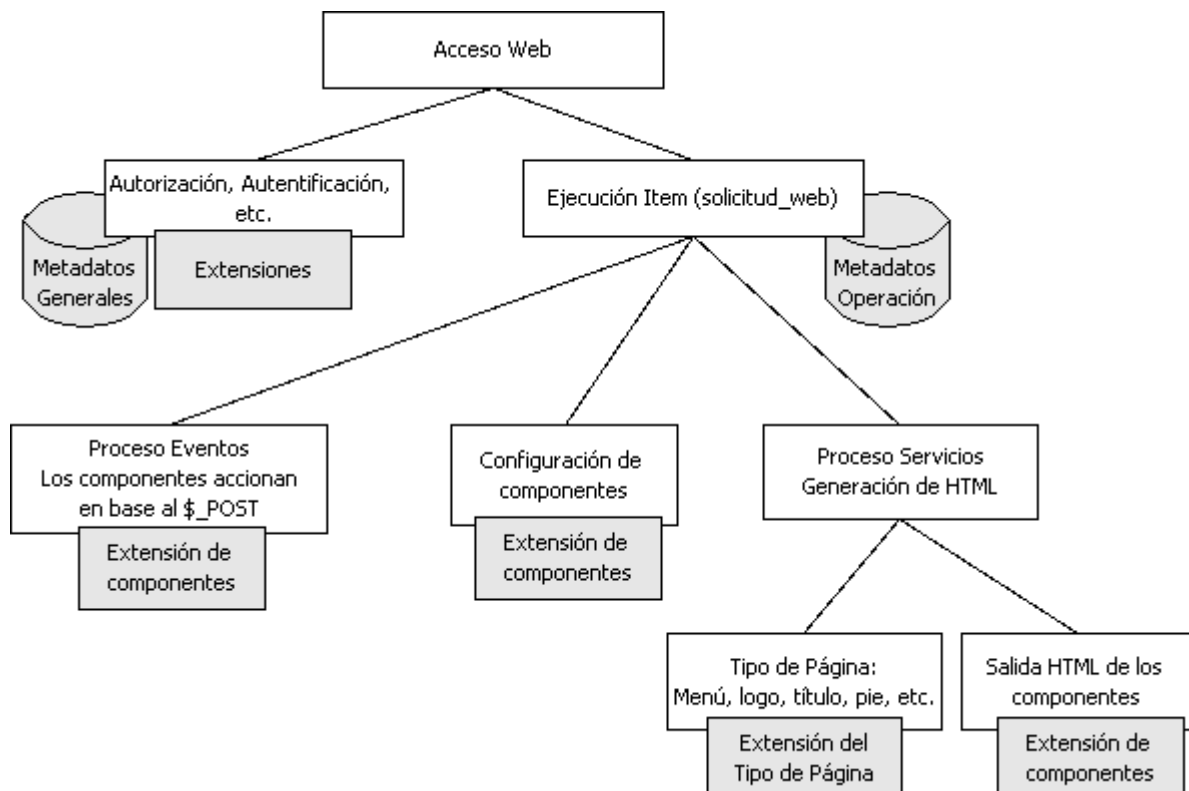 Acceso Web
Autorización, Autentificación,
etc.
Ejecución Item (solicitud_web)
Metadatos
Generales
Extensiones
Metadatos
Operación
Proceso Eventos
Los componentes accionan
en base al $_POST
Extensión de
componentes
Configuración de
componentes
Extensión de
componentes
Proceso Servicios
Generación de HTML
Tipo de Página:
Menú, logo, título, pie, etc.
Extensión del
Tipo de Página
Salida HTML de los
componentes
Extensión de
componentes